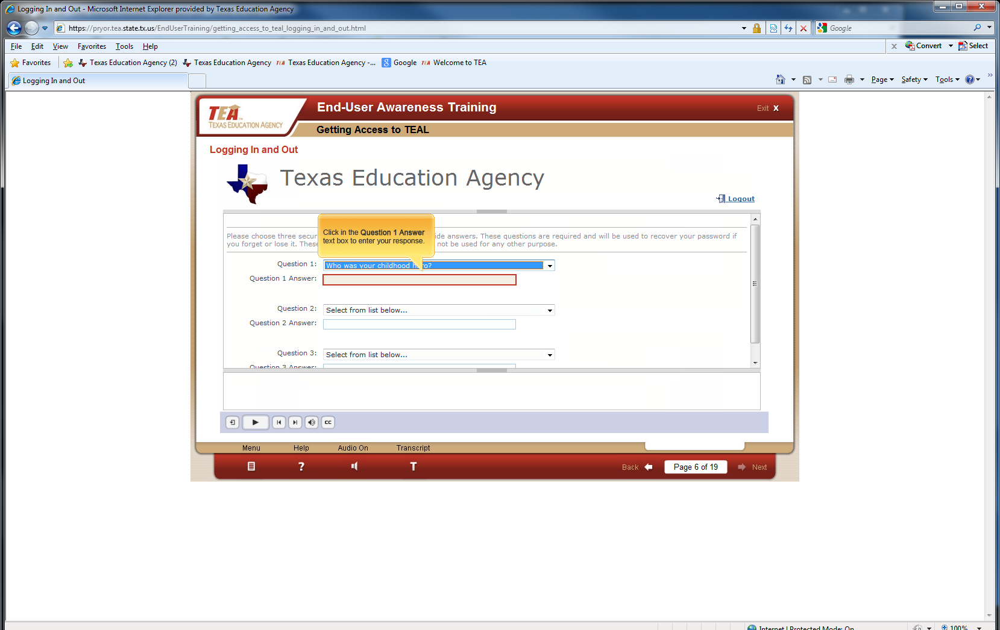 Logging In and Out - Microsoft Internet Explorer provided by Texas Education Agency
https://pryor.tea.state.tx.us/EndUserTraining/getting_access_to_teal_logging_in_and_out.html
Google
File Edit View Favorites Tools Help
x Convert Select
Favorites Texas Education Agency (2) Texas Education Agency TEA Texas Education Agency -... Google TEA Welcome to TEA
Logging In and Out
Page Safety Tools
TEA
TEXAS EDUCATION AGENCY
End-User Awareness Training
Exit X
Getting Access to TEAL
Logging In and Out
Texas Education Agency
Logout
Click in the Question 1 Answer
text box to enter your response.
Please choose three secur ide answers. These questions are required and will be used to recover your password if
you forget or lose it. These not be used for any other purpose.
Question 1: Who was your childhood h ro?
Question 1 Answer:
Question 2: Select from list below...
Question 2 Answer:
Question 3: Select from list below...
Question 3 Answer:
CC
Menu Help Audio On Transcript
? T
Back Page 6 of 19 Next
Internet | Protected Mode: On
100%